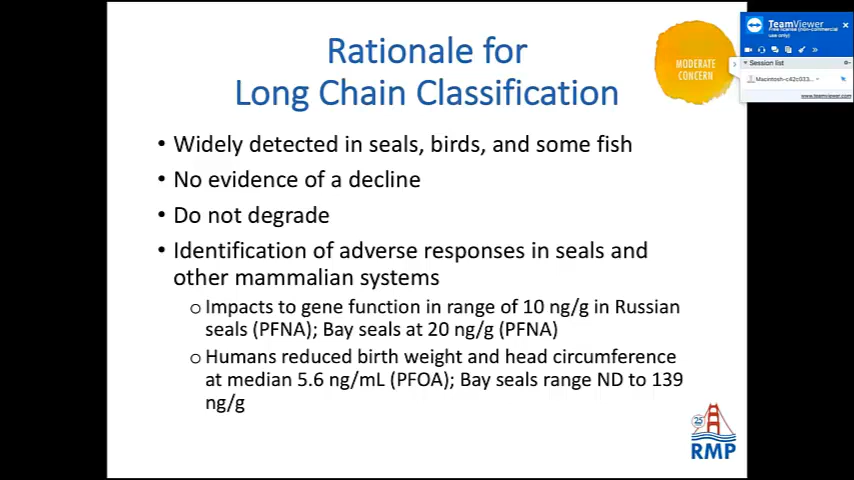 Rationale for
Long Chain Classification
MODERATE
CONCERN
• Widely detected in seals, birds, and some fish
• No evidence of a decline
• Do not degrade
• Identification of adverse responses in seals and
other mammalian systems
o Impacts to gene function in range of 10 ng/g in Russian
seals (PFNA); Bay seals at 20 ng/g (PFNA)
o Humans reduced birth weight and head circumference
at median 5.6 ng/mL (PFOA); Bay seals range ND to 139
ng/g
25
RMP
TeamViewer
Free license (non-commercial
use only)
Session list
Macintosh-c42c033...
www.teamviewer.com